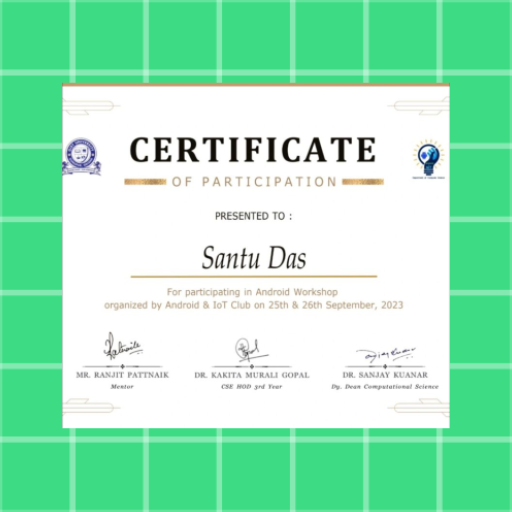 CERTIFICATE
OF PARTICIPATION
PRESENTED TO :
Santu Das
For participating in Android Workshop
organized by Android & IoT Club on 25th & 26th September, 2023
MR. RANJIT PATTNAIK
DR. KAKITA MURALI GOPAL
DR. SANJAY KUANAR
Mentor
CSE HOD 3rd Year
Dy. Dean Computational Science